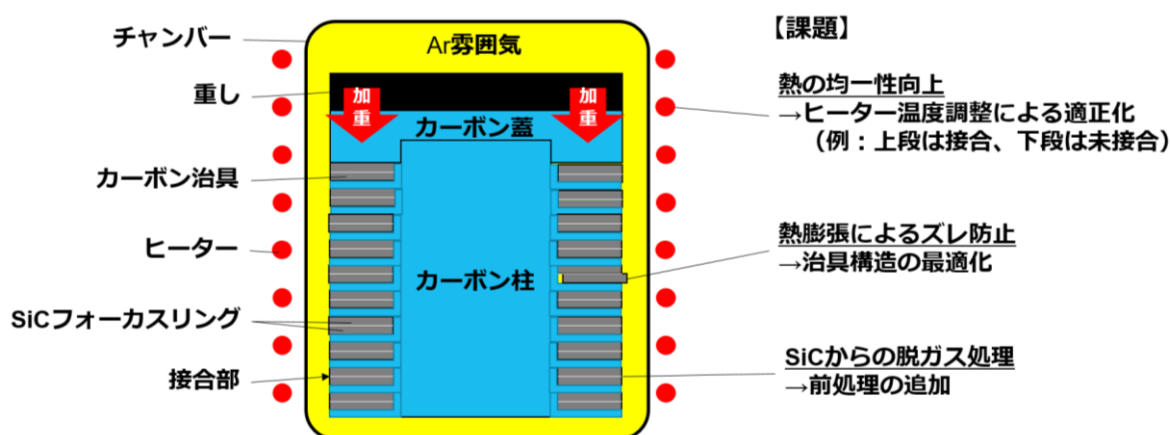 チャンバー
重し
カーボン治具
ヒーター
SiCフォーカスリング
接合部
Ar雰囲気
加重
加重
カーボン蓋
カーボン柱
【課題】
熱の均一性向上
→ヒーター温度調整による適正化
（例：上段は接合、下段は未接合）
熱膨張によるズレ防止
→治具構造の最適化
SiCからの脱ガス処理
→前処理の追加